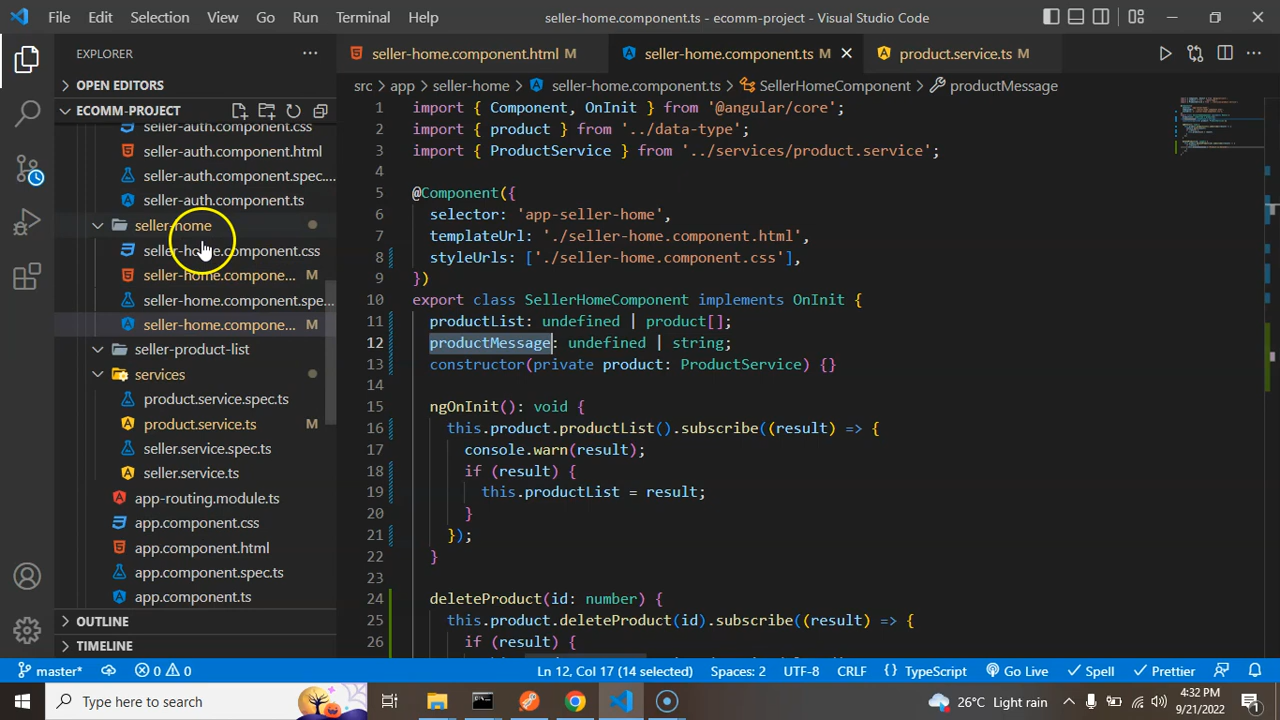 File Edit Selection View Go Run Terminal Help seller-home.component.ts - ecomm-project - Visual Studio Code
EXPLORER
OPEN EDITORS
ECOMM-PROJECT
seller-auth.component.css
seller-auth.component.html
seller-auth.component.spec....
seller-auth.component.ts
seller-home
seller-home.component.css
seller-home.compone... M
seller-home.component.spe...
seller-home.compone... M
seller-product-list
services
product.service.spec.ts
product.service.ts M
seller.service.spec.ts
seller.service.ts
app-routing.module.ts
app.component.css
app.component.html
app.component.spec.ts
app.component.ts
OUTLINE
TIMELINE
seller-home.component.html M seller-home.component.ts M product.service.ts M
src > app > seller-home > seller-home.component.ts > SellerHomeComponent > productMessage
1 import { Component, OnInit } from '@angular/core';
2 import { product } from '../data-type';
3 import { ProductService } from '../services/product.service';
4
5 @Component({
6 selector: 'app-seller-home',
7 templateUrl: './seller-home.component.html',
8 styleUrls: ['./seller-home.component.css'],
9 })
10 export class SellerHomeComponent implements OnInit {
11 productList: undefined | product[];
12 productMessage: undefined | string;
13 constructor(private product: ProductService) {}
14
15 ngOnInit(): void {
16 this.product.productList().subscribe((result) => {
17 console.warn(result);
18 if (result) {
19 this.productList = result;
20 }
21 });
22 }
23
24 deleteProduct(id: number) {
25 this.product.deleteProduct(id).subscribe((result) => {
26 if (result) {
master* 0 0 Ln 12, Col 17 (14 selected) Spaces: 2 UTF-8 CRLF { } TypeScript Go Live Spell Prettier
Type here to search 26°C Light rain 4:32 PM
9/21/2022 1